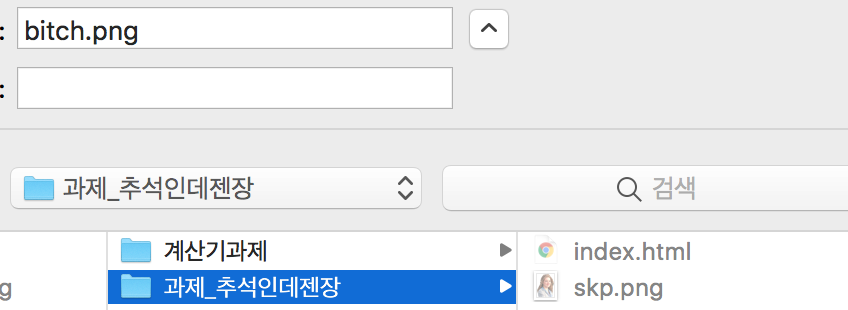 : bitch.png
:
과제_추석인데젠장
검색
계산기과제
index.html
g
과제_추석인데젠장
skp.png